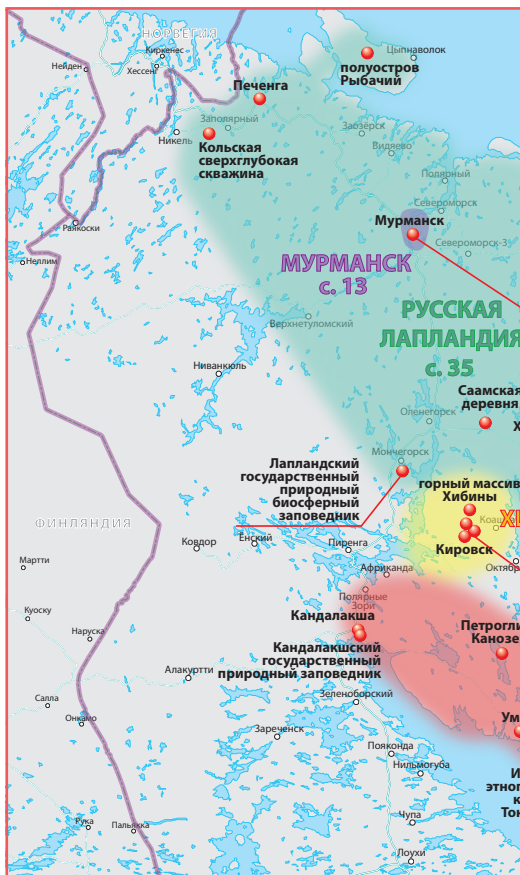 НОРВЕГИЯ
Киркенес
Нейден
Хессенг
Цыпнаволок
полуостров
Рыбачий
Печенга
Заполярный
Никель
Кольская
сверхглубокая
скважина
Заозёрск
Видяево
Полярный
Североморск
Мурманск
Североморск-3
Раякоски
Неллим
МУРМАНСК
с. 13
РУССКАЯ
ЛАПЛАНДИЯ
с. 35
Верхнетуломский
Ниванкюль
Саамская
деревня
Оленегорск
Мончегорск
Лапландский
государственный
природный
биосферный
заповедник
горный массив
Хибины
Кировск
ФИНЛЯНДИЯ
Ковдор
Ёнский
Пиренга
Африканда
Полярные
Зори
Мартти
Куоску
Наруска
Салла
Онкамо
Рука
Пальякка
Кандалакша
Кандалакшский
государственный
природный заповедник
Алакуртти
Зеленоборский
Зареченск
Пояконда
Нильмогуба
Чупа
Лоухи